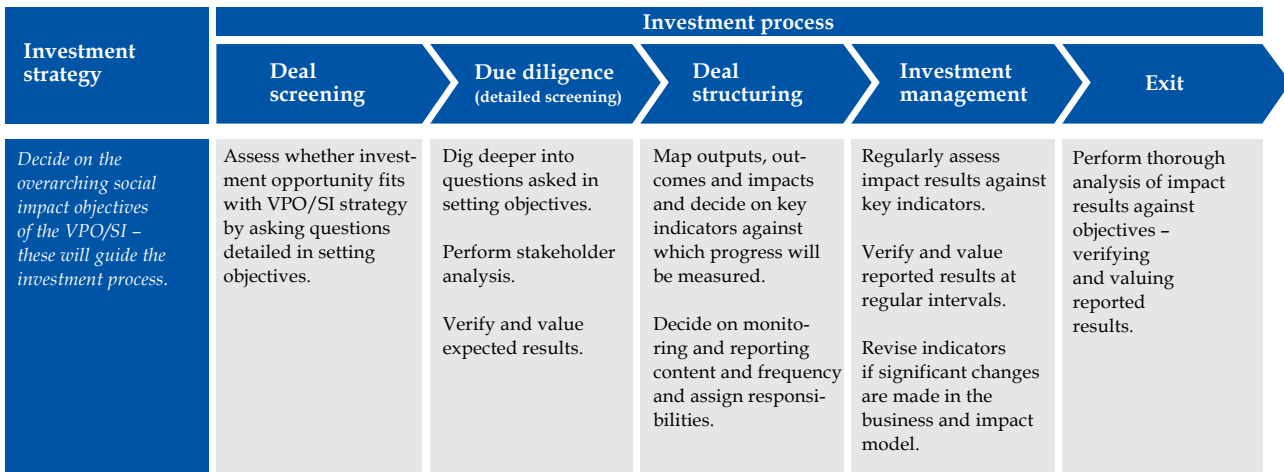 Investment process
Investment
strategy
Deal
screening
Due diligence
(detailed screening)
Deal
structuring
Investment
management
Exit
Decide on the
overarching social
impact objectives
of the VPO/SI –
these will guide the
investment process.
Assess whether invest-
ment opportunity fits
with VPO/SI strategy
by asking questions
detailed in setting
objectives.
Dig deeper into
questions asked in
setting objectives.
Perform stakeholder
analysis.
Verify and value
expected results.
Map outputs, out-
comes and impacts
and decide on key
indicators against
which progress will
be measured.
Decide on monito-
ring and reporting
content and frequency
and assign responsi-
bilities.
Regularly assess
impact results against
key indicators.
Verify and value
reported results at
regular intervals.
Revise indicators
if significant changes
are made in the
business and impact
model.
Perform thorough
analysis of impact
results against
objectives –
verifying
and valuing
reported
results.